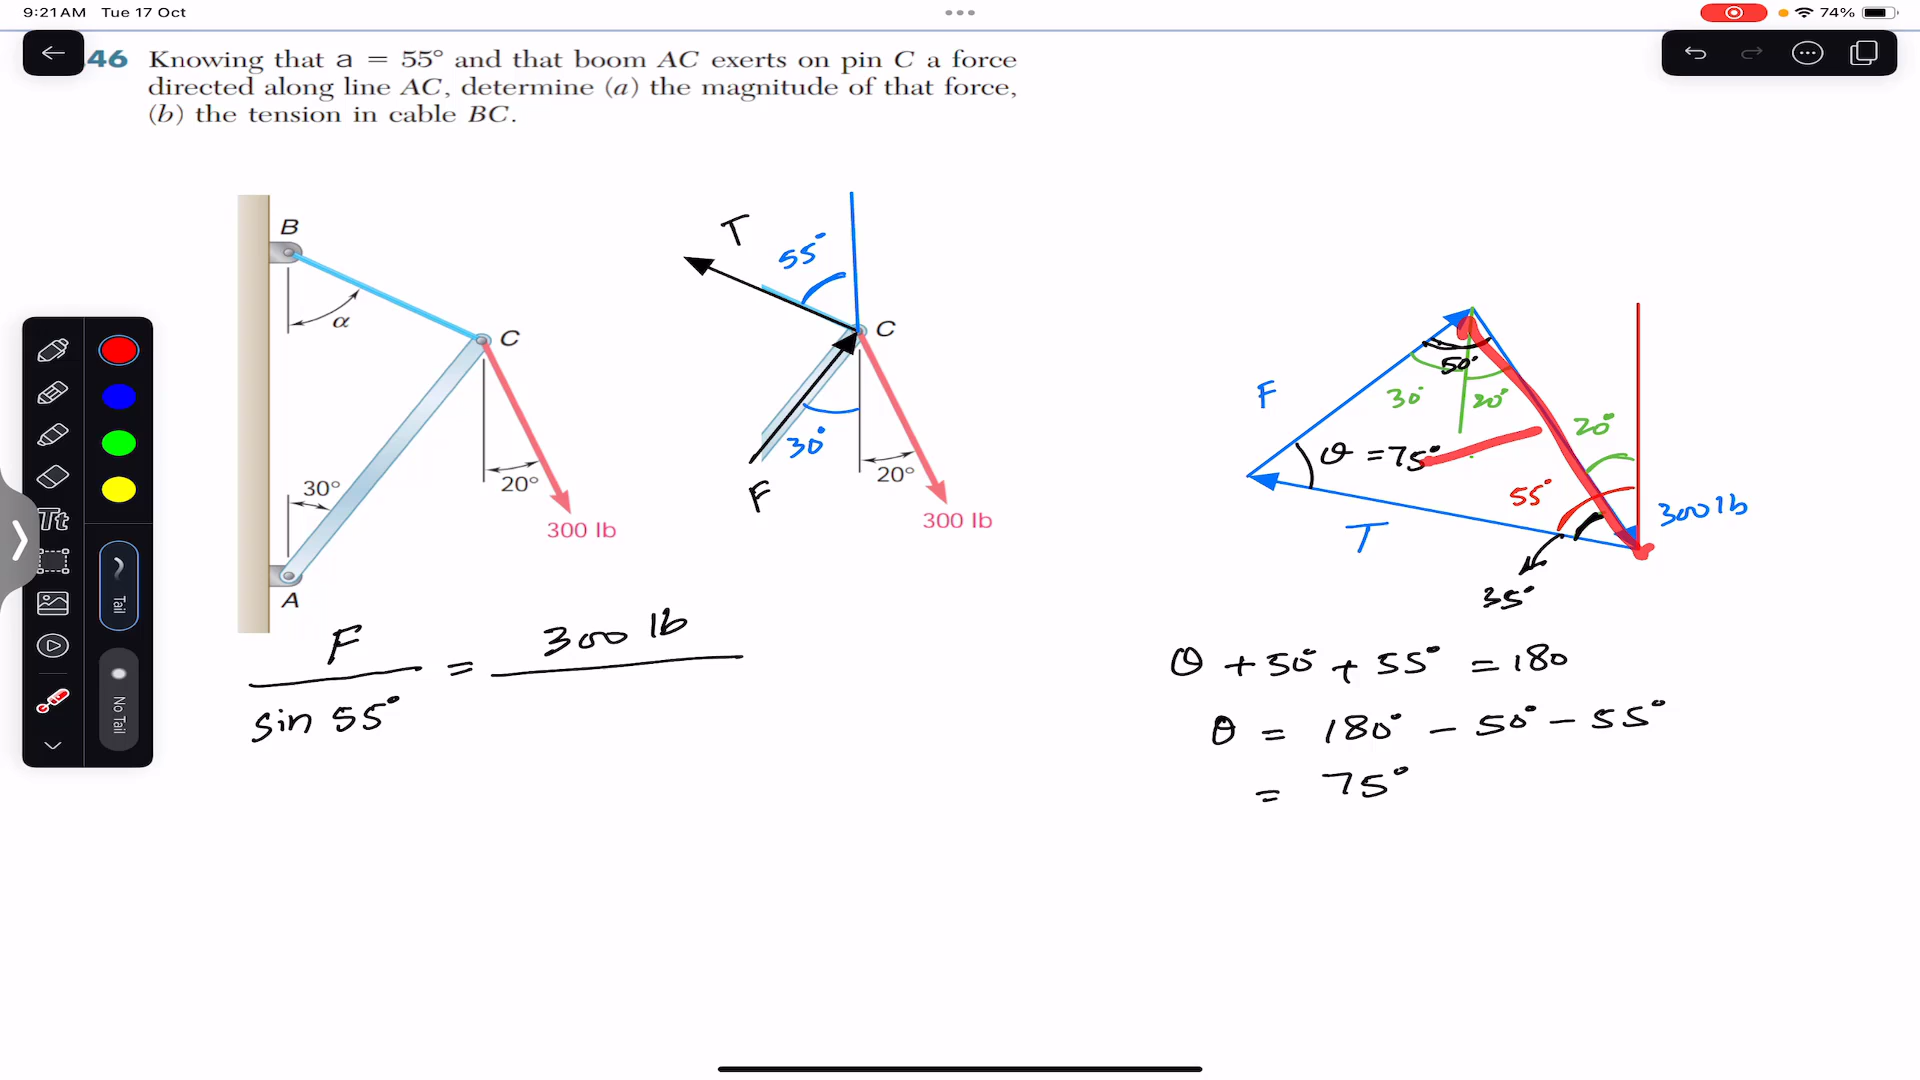 9:21AM Tue 17 Oct
74%
46 Knowing that a = 55° and that boom AC exerts on pin C a force
directed along line AC, determine (a) the magnitude of that force,
(b) the tension in cable BC.
B
α
C
30°
20°
300 lb
A
T
55°
C
30°
F
20°
300 lb
50°
F
30°
20°
20°
θ = 75°
55°
300 lb
T
35°
Tt
Tail
No Tail
F = 300 lb
sin 55°
θ + 50° + 55° = 180
θ = 180° - 50° - 55°
= 75°